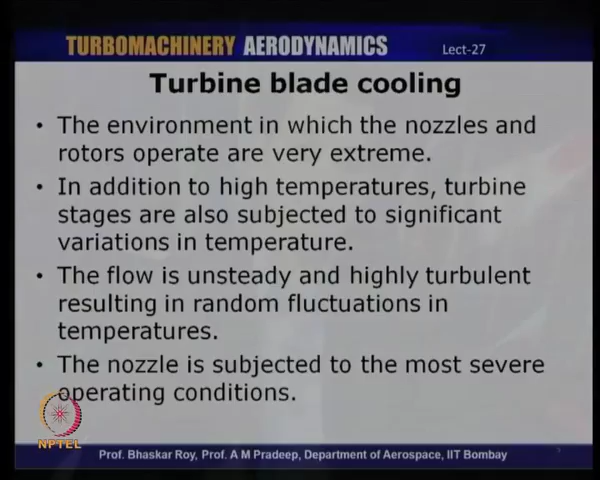 TURBOMACHINERY AERODYNAMICS
Lect-27
Turbine blade cooling
• The environment in which the nozzles and
rotors operate are very extreme.
• In addition to high temperatures, turbine
stages are also subjected to significant
variations in temperature.
• The flow is unsteady and highly turbulent
resulting in random fluctuations in
temperatures.
• The nozzle is subjected to the most severe
operating conditions.
NPTEL
Prof. Bhaskar Roy, Prof. A M Pradeep, Department of Aerospace, IIT Bombay